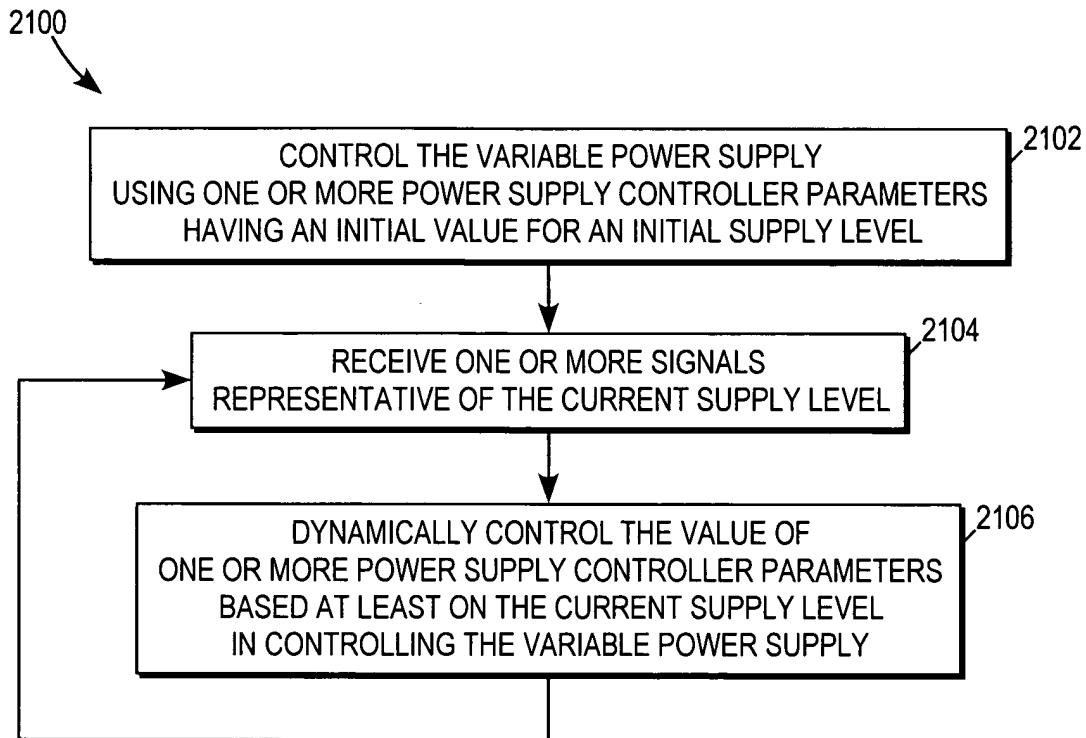 2100
2102
CONTROL THE VARIABLE POWER SUPPLY
USING ONE OR MORE POWER SUPPLY CONTROLLER PARAMETERS
HAVING AN INITIAL VALUE FOR AN INITIAL SUPPLY LEVEL
2104
RECEIVE ONE OR MORE SIGNALS
REPRESENTATIVE OF THE CURRENT SUPPLY LEVEL
2106
DYNAMICALLY CONTROL THE VALUE OF
ONE OR MORE POWER SUPPLY CONTROLLER PARAMETERS
BASED AT LEAST ON THE CURRENT SUPPLY LEVEL
IN CONTROLLING THE VARIABLE POWER SUPPLY